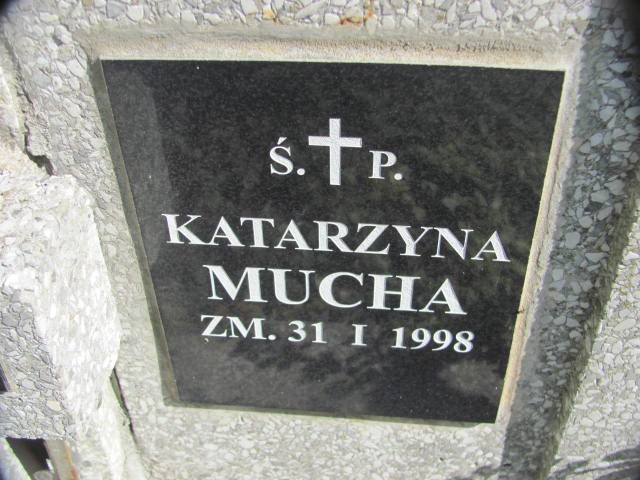 Ś. P.
KATARZYNA
MUCHA
ZM. 31 I 1998